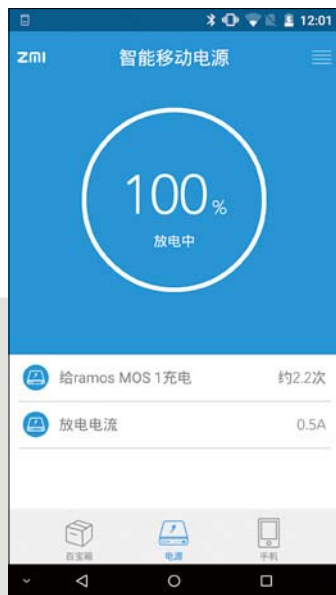 12:01
ZMI 智能移动电源
100%
放电中
给ramos MOS 1充电 约2.2次
放电电流 0.5A
百宝箱 电源 手机